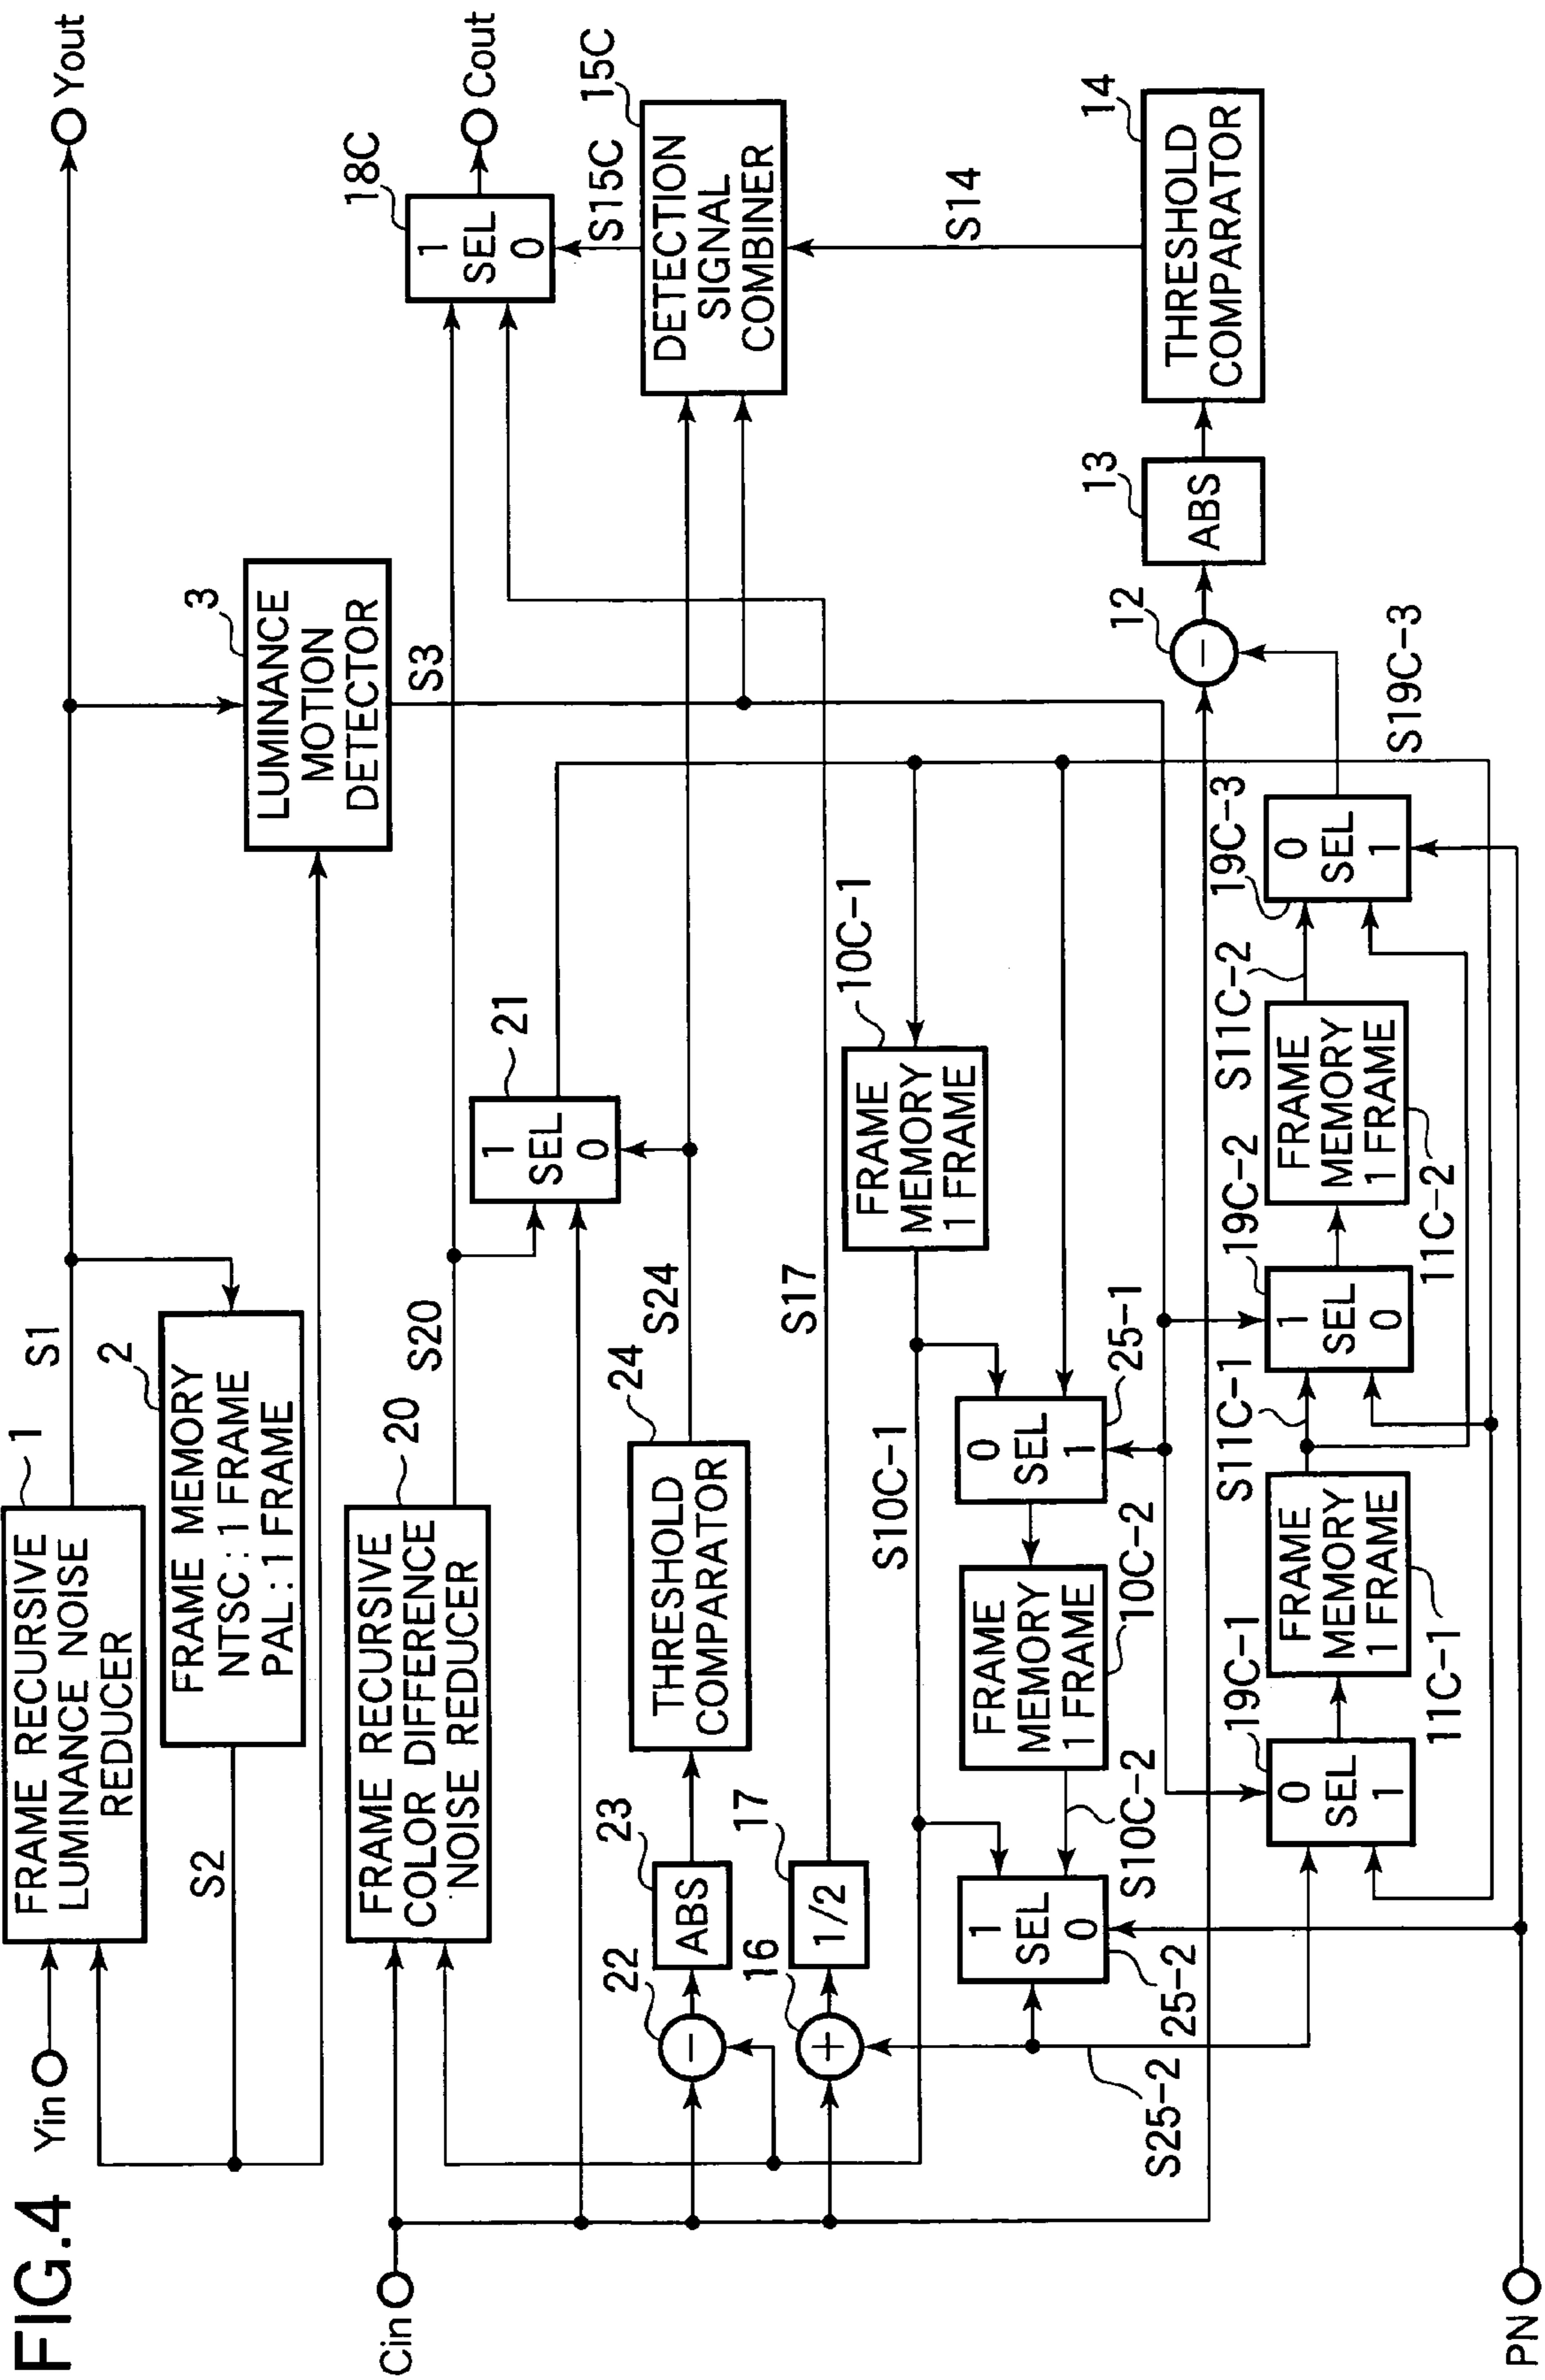 FIG.4
Yin
FRAME RECURSIVE
LUMINANCE NOISE
REDUCER
1
S1
Yout
2
FRAME MEMORY
NTSC : 1 FRAME
PAL : 1 FRAME
S2
3
LUMINANCE
MOTION
DETECTOR
S3
Cin
FRAME RECURSIVE
COLOR DIFFERENCE
NOISE REDUCER
20
S20
21
1
SEL
0
18C
1
SEL
0
Cout
S15C
15C
DETECTION
SIGNAL
COMBINER
22
−
23
ABS
24
THRESHOLD
COMPARATOR
S24
16
+
17
1/2
S17
10C-1
FRAME
MEMORY
1 FRAME
S10C-1
S14
25-2
1
SEL
0
S10C-2
FRAME
MEMORY
1 FRAME
10C-2
0
SEL
1
25-1
S25-2
12
−
13
ABS
14
THRESHOLD
COMPARATOR
19C-1
0
SEL
1
FRAME
MEMORY
1 FRAME
11C-1
S11C-1
19C-2
1
SEL
0
FRAME
MEMORY
1 FRAME
11C-2
S11C-2
19C-3
0
SEL
1
S19C-3
PN